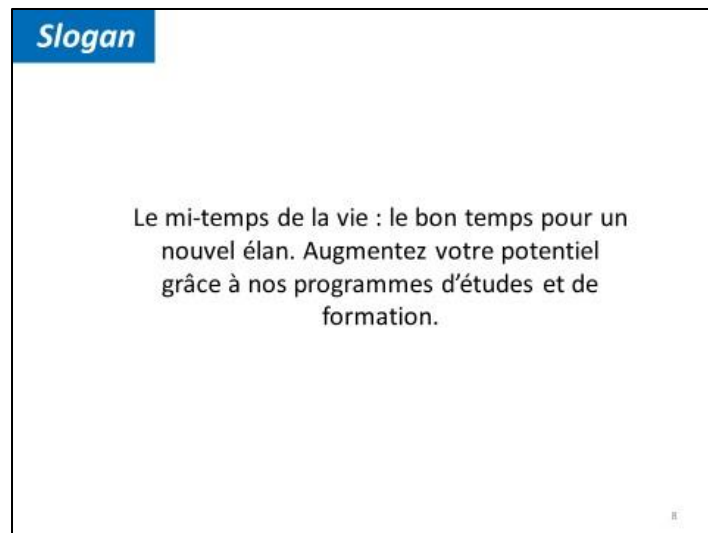 Slogan
Le mi-temps de la vie : le bon temps pour un
nouvel élan. Augmentez votre potentiel
grâce à nos programmes d’études et de
formation.
8